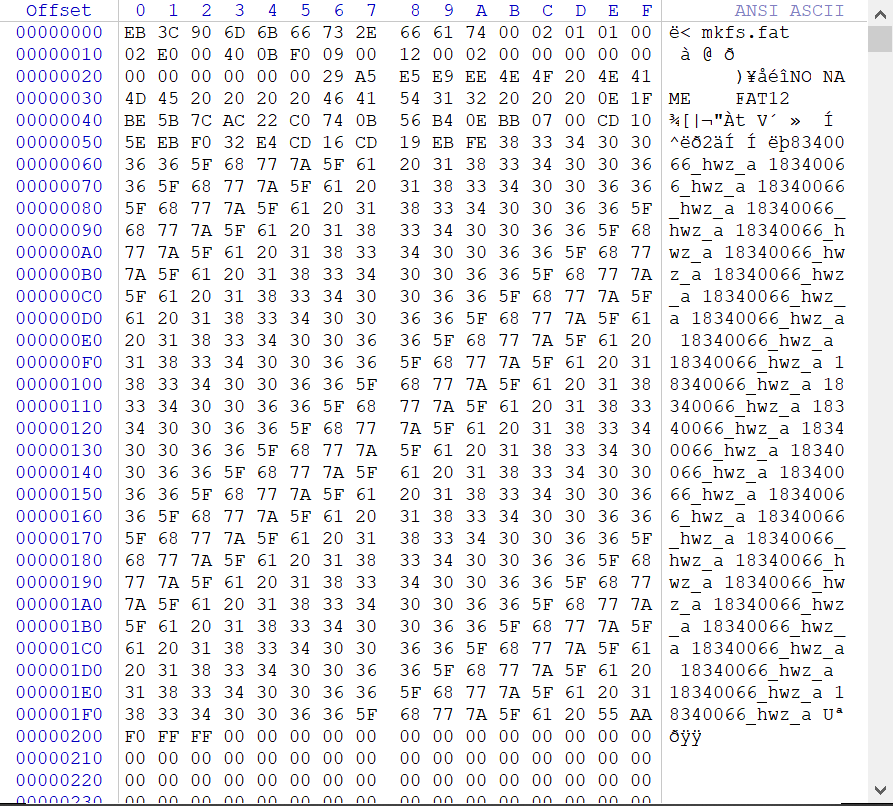 Offset 0 1 2 3 4 5 6 7 8 9 A B C D E F ANSI ASCII
00000000 EB 3C 90 6D 6B 66 73 2E 66 61 74 00 02 01 01 00 ë< mkfs.fat
00000010 02 E0 00 40 0B F0 09 00 12 00 02 00 00 00 00 00 à @ ð
00000020 00 00 00 00 00 00 29 A5 E5 E9 EE 4E 4F 20 4E 41 )¥åéîNO NA
00000030 4D 45 20 20 20 20 46 41 54 31 32 20 20 20 0E 1F ME FAT12
00000040 BE 5B 7C AC 22 C0 74 0B 56 B4 0E BB 07 00 CD 10 ¾[|¬"Àt V´ » Í
00000050 5E EB F0 32 E4 CD 16 CD 19 EB FE 38 33 34 30 30 ^ëð2äÍ Í ëþ83400
00000060 36 36 5F 68 77 7A 5F 61 20 31 38 33 34 30 30 36 66_hwz_a 1834006
00000070 36 5F 68 77 7A 5F 61 20 31 38 33 34 30 30 36 36 6_hwz_a 18340066
00000080 5F 68 77 7A 5F 61 20 31 38 33 34 30 30 36 36 5F _hwz_a 18340066_
00000090 68 77 7A 5F 61 20 31 38 33 34 30 30 36 36 5F 68 hwz_a 18340066_h
000000A0 77 7A 5F 61 20 31 38 33 34 30 30 36 36 5F 68 77 wz_a 18340066_hw
000000B0 7A 5F 61 20 31 38 33 34 30 30 36 36 5F 68 77 7A z_a 18340066_hwz
000000C0 5F 61 20 31 38 33 34 30 30 36 36 5F 68 77 7A 5F _a 18340066_hwz_
000000D0 61 20 31 38 33 34 30 30 36 36 5F 68 77 7A 5F 61 a 18340066_hwz_a
000000E0 20 31 38 33 34 30 30 36 36 5F 68 77 7A 5F 61 20 18340066_hwz_a
000000F0 31 38 33 34 30 30 36 36 5F 68 77 7A 5F 61 20 31 18340066_hwz_a 1
00000100 38 33 34 30 30 36 36 5F 68 77 7A 5F 61 20 31 38 8340066_hwz_a 18
00000110 33 34 30 30 36 36 5F 68 77 7A 5F 61 20 31 38 33 340066_hwz_a 183
00000120 34 30 30 36 36 5F 68 77 7A 5F 61 20 31 38 33 34 40066_hwz_a 1834
00000130 30 30 36 36 5F 68 77 7A 5F 61 20 31 38 33 34 30 0066_hwz_a 18340
00000140 30 36 36 5F 68 77 7A 5F 61 20 31 38 33 34 30 30 066_hwz_a 183400
00000150 36 36 5F 68 77 7A 5F 61 20 31 38 33 34 30 30 36 66_hwz_a 1834006
00000160 36 5F 68 77 7A 5F 61 20 31 38 33 34 30 30 36 36 6_hwz_a 18340066
00000170 5F 68 77 7A 5F 61 20 31 38 33 34 30 30 36 36 5F _hwz_a 18340066_
00000180 68 77 7A 5F 61 20 31 38 33 34 30 30 36 36 5F 68 hwz_a 18340066_h
00000190 77 7A 5F 61 20 31 38 33 34 30 30 36 36 5F 68 77 wz_a 18340066_hw
000001A0 7A 5F 61 20 31 38 33 34 30 30 36 36 5F 68 77 7A z_a 18340066_hwz
000001B0 5F 61 20 31 38 33 34 30 30 36 36 5F 68 77 7A 5F _a 18340066_hwz_
000001C0 61 20 31 38 33 34 30 30 36 36 5F 68 77 7A 5F 61 a 18340066_hwz_a
000001D0 20 31 38 33 34 30 30 36 36 5F 68 77 7A 5F 61 20 18340066_hwz_a
000001E0 31 38 33 34 30 30 36 36 5F 68 77 7A 5F 61 20 31 18340066_hwz_a 1
000001F0 38 33 34 30 30 36 36 5F 68 77 7A 5F 61 20 55 AA 8340066_hwz_a Uª
00000200 F0 FF FF 00 00 00 00 00 00 00 00 00 00 00 00 00 ðÿÿ
00000210 00 00 00 00 00 00 00 00 00 00 00 00 00 00 00 00
00000220 00 00 00 00 00 00 00 00 00 00 00 00 00 00 00 00
00000230 00 00 00 00 00 00 00 00 00 00 00 00 00 00 00 00